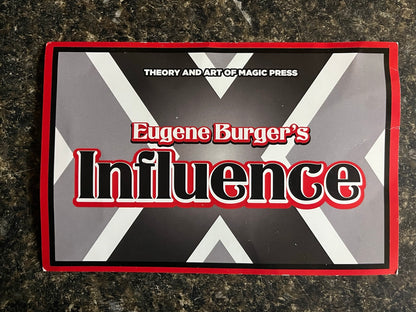 THEORY AND ART OF MAGIC PRESS
Eugene Burger's
Influence